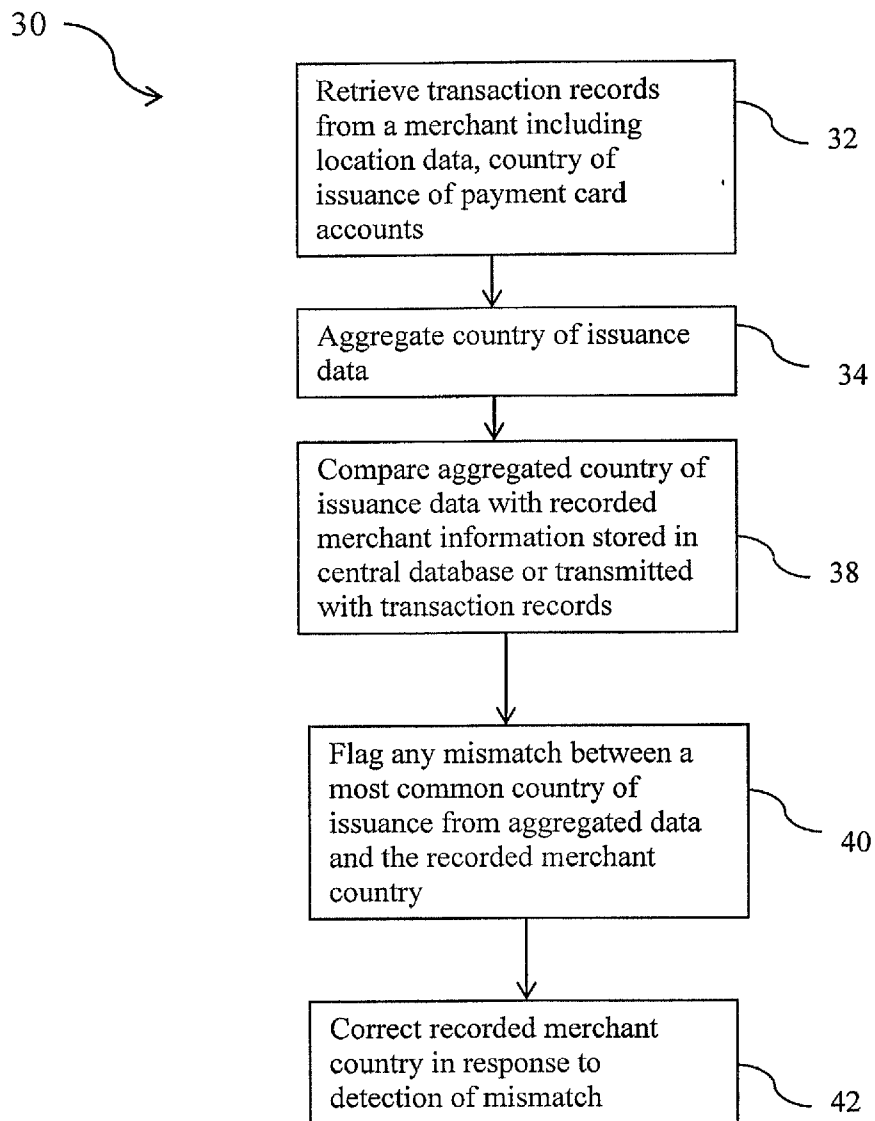 30
Retrieve transaction records
from a merchant including
location data, country of
issuance of payment card
accounts
32
Aggregate country of issuance
data
34
Compare aggregated country of
issuance data with recorded
merchant information stored in
central database or transmitted
with transaction records
38
Flag any mismatch between a
most common country of
issuance from aggregated data
and the recorded merchant
country
40
Correct recorded merchant
country in response to
detection of mismatch
42